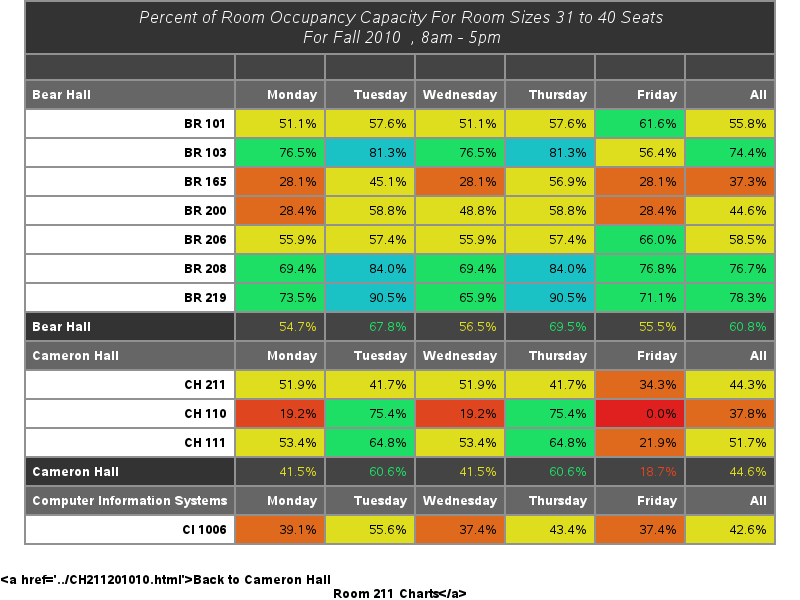 Percent of Room Occupancy Capacity For Room Sizes 31 to 40 Seats
For Fall 2010 , 8am - 5pm
Bear Hall Monday Tuesday Wednesday Thursday Friday All
BR 101 51.1% 57.6% 51.1% 57.6% 61.6% 55.8%
BR 103 76.5% 81.3% 76.5% 81.3% 56.4% 74.4%
BR 165 28.1% 45.1% 28.1% 56.9% 28.1% 37.3%
BR 200 28.4% 58.8% 48.8% 58.8% 28.4% 44.6%
BR 206 55.9% 57.4% 55.9% 57.4% 66.0% 58.5%
BR 208 69.4% 84.0% 69.4% 84.0% 76.8% 76.7%
BR 219 73.5% 90.5% 65.9% 90.5% 71.1% 78.3%
Bear Hall 54.7% 67.8% 56.5% 69.5% 55.5% 60.8%
Cameron Hall Monday Tuesday Wednesday Thursday Friday All
CH 211 51.9% 41.7% 51.9% 41.7% 34.3% 44.3%
CH 110 19.2% 75.4% 19.2% 75.4% 0.0% 37.8%
CH 111 53.4% 64.8% 53.4% 64.8% 21.9% 51.7%
Cameron Hall 41.5% 60.6% 41.5% 60.6% 18.7% 44.6%
Computer Information Systems Monday Tuesday Wednesday Thursday Friday All
CI 1006 39.1% 55.6% 37.4% 43.4% 37.4% 42.6%
<a href='../CH211201010.html'>Back to Cameron Hall
Room 211 Charts</a>